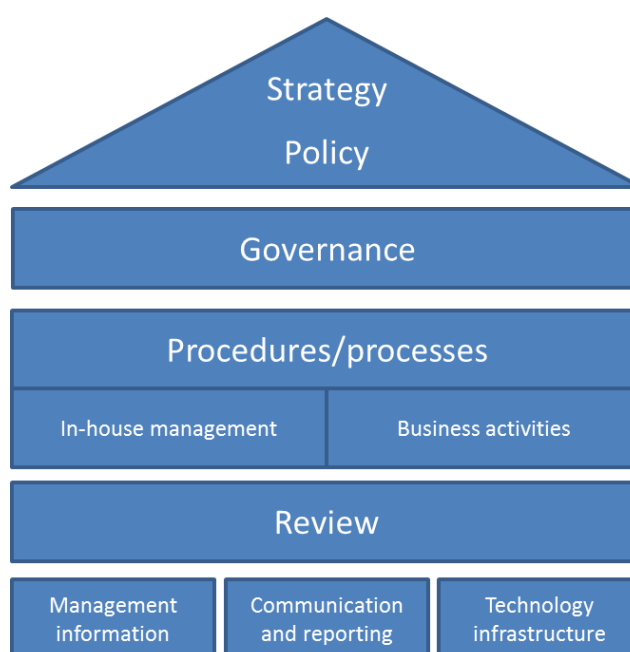 Strategy
Policy
Governance
Procedures/processes
In-house management
Business activities
Review
Management
information
Communication
and reporting
Technology
infrastructure